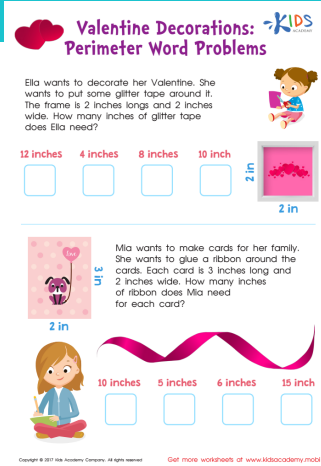 Valentine Decorations:
Perimeter Word Problems
KIDS
ACADEMY
Ella wants to decorate her Valentine. She
wants to put some glitter tape around it.
The frame is 2 inches longs and 2 inches
wide. How many inches of glitter tape
does Ella need?
12 inches 4 inches 8 inches 10 inch
2 in
2 in
Mia wants to make cards for her family.
She wants to glue a ribbon around the
cards. Each card is 3 inches long and
2 inches wide. How many inches
of ribbon does Mia need
for each card?
3 in
2 in
10 inches 5 inches 6 inches 15 inch
Copyright © 2017 Kids Academy Company. All rights reserved
Get more worksheets at www.kidsacademy.mobi